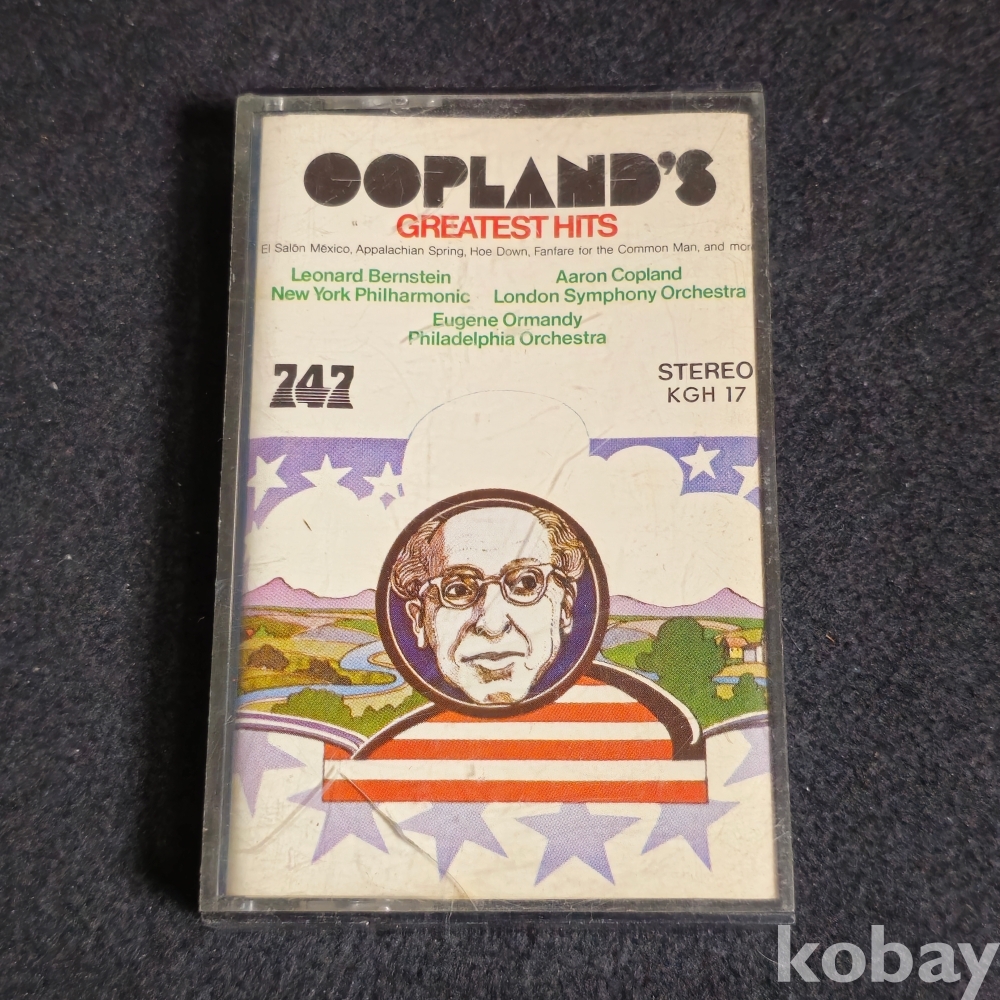 COPLAND'S
GREATEST HITS
El Salón México, Appalachian Spring, Hoe Down, Fanfare for the Common Man, and more
Leonard Bernstein
New York Philharmonic
Aaron Copland
London Symphony Orchestra
Eugene Ormandy
Philadelphia Orchestra
747
STEREO
KGH 17
kobay